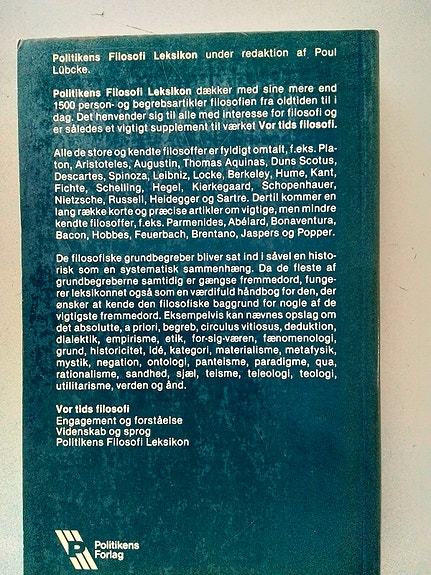 Politikens Filosofi Leksikon under redaktion af Poul
Lübcke.
Politikens Filosofi Leksikon dækker med sine mere end
1500 person- og begrebsartikler filosofien fra oldtiden til i
dag. Det henvender sig til alle med interesse for filosofi og
er således et vigtigt supplement til værket Vor tids filosofi.
Alle de store og kendte filosoffer er fyldigt omtalt, f.eks. Pla-
ton, Aristoteles, Augustin, Thomas Aquinas, Duns Scotus,
Descartes, Spinoza, Leibniz, Locke, Berkeley, Hume, Kant,
Fichte, Schelling, Hegel, Kierkegaard, Schopenhauer,
Nietzsche, Russell, Heidegger og Sartre. Dertil kommer en
lang række korte og præcise artikler om vigtige, men mindre
kendte filosoffer, f.eks. Parmenides, Abélard, Bonaventura,
Bacon, Hobbes, Feuerbach, Brentano, Jaspers og Popper.
De filosofiske grundbegreber bliver sat ind i såvel en histo-
risk som en systematisk sammenhæng. Da de fleste af
grundbegreberne samtidig er gængse fremmedord, funge-
rer leksikonnet også som en værdifuld håndbog for den, der
ønsker at kende den filosofiske baggrund for nogle af de
vigtigste fremmedord. Eksempelvis kan nævnes opslag om
det absolutte, a priori, begreb, circulus vitiosus, deduktion,
dialektik, empirisme, etik, for-sig-væren, fænomenologi,
grund, historicitet, idé, kategori, materialisme, metafysik,
mystik, negation, ontologi, panteisme, paradigme, qua,
rationalisme, sandhed, sjæl, teisme, teleologi, teologi,
utilitarisme, verden og ånd.
Vor tids filosofi
Engagement og forståelse
Videnskab og sprog
Politikens Filosofi Leksikon
Politikens
Forlag